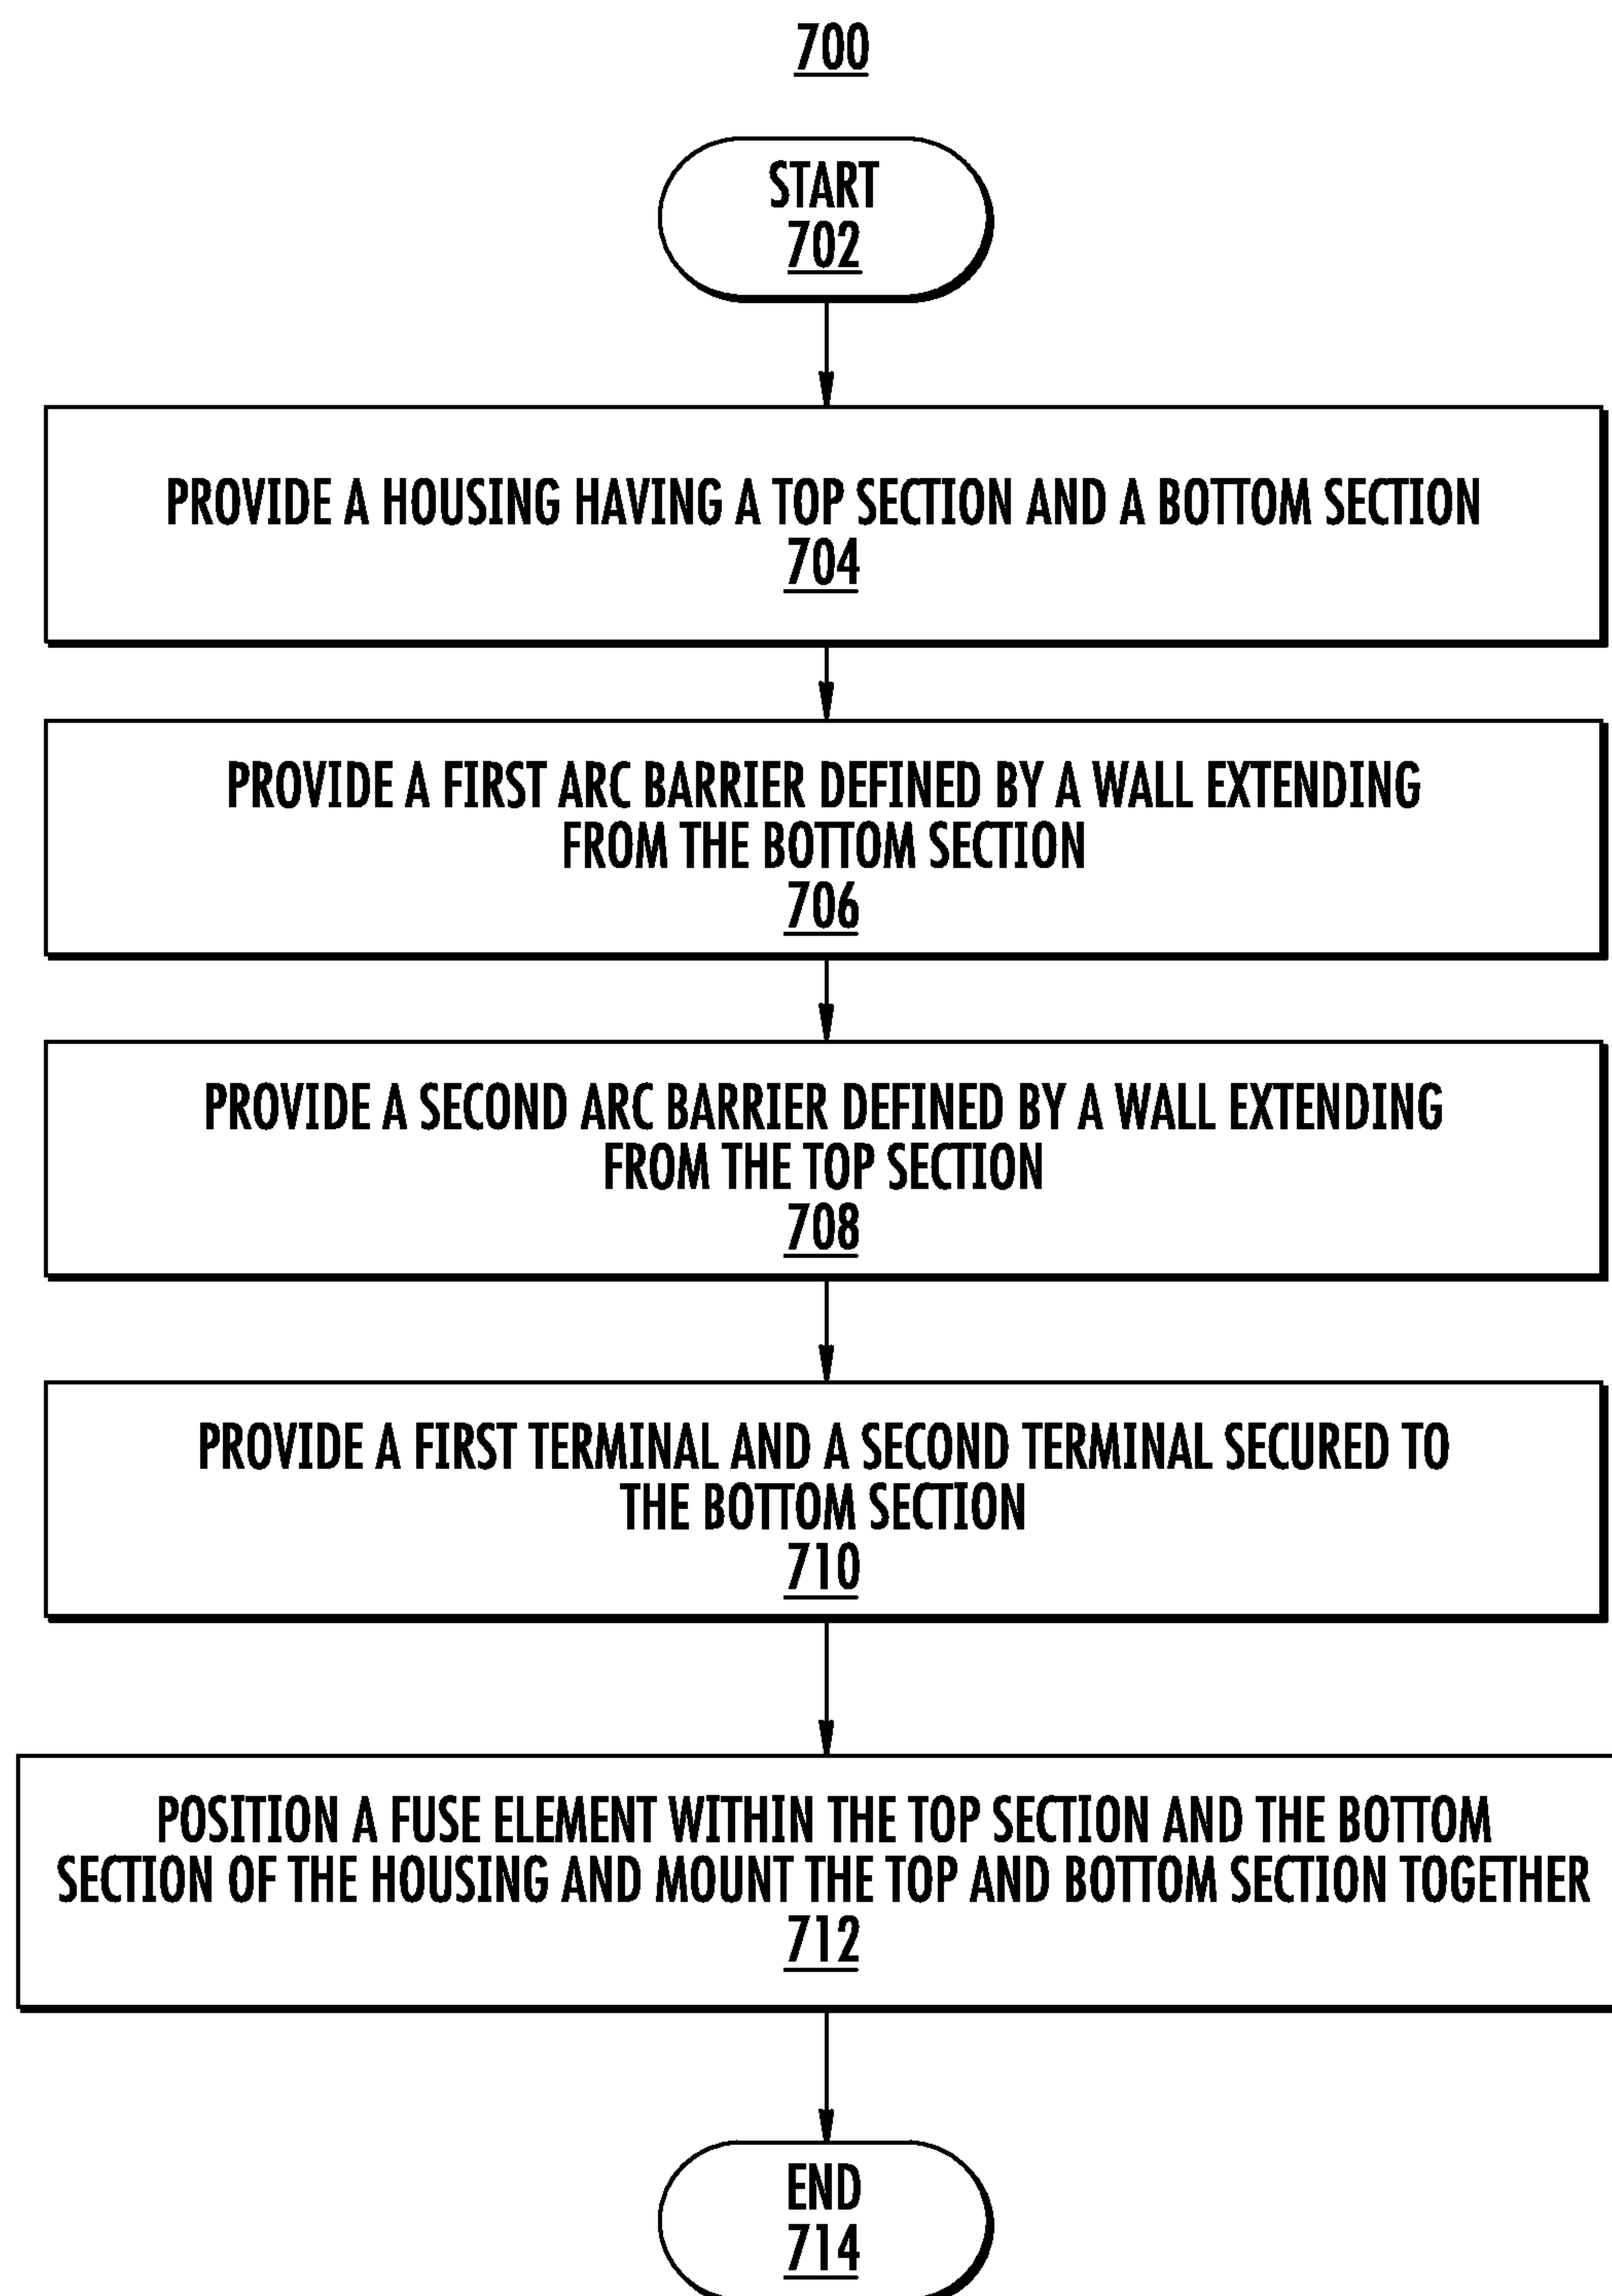 700
START
702
PROVIDE A HOUSING HAVING A TOP SECTION AND A BOTTOM SECTION
704
PROVIDE A FIRST ARC BARRIER DEFINED BY A WALL EXTENDING
FROM THE BOTTOM SECTION
706
PROVIDE A SECOND ARC BARRIER DEFINED BY A WALL EXTENDING
FROM THE TOP SECTION
708
PROVIDE A FIRST TERMINAL AND A SECOND TERMINAL SECURED TO
THE BOTTOM SECTION
710
POSITION A FUSE ELEMENT WITHIN THE TOP SECTION AND THE BOTTOM
SECTION OF THE HOUSING AND MOUNT THE TOP AND BOTTOM SECTION TOGETHER
712
END
714